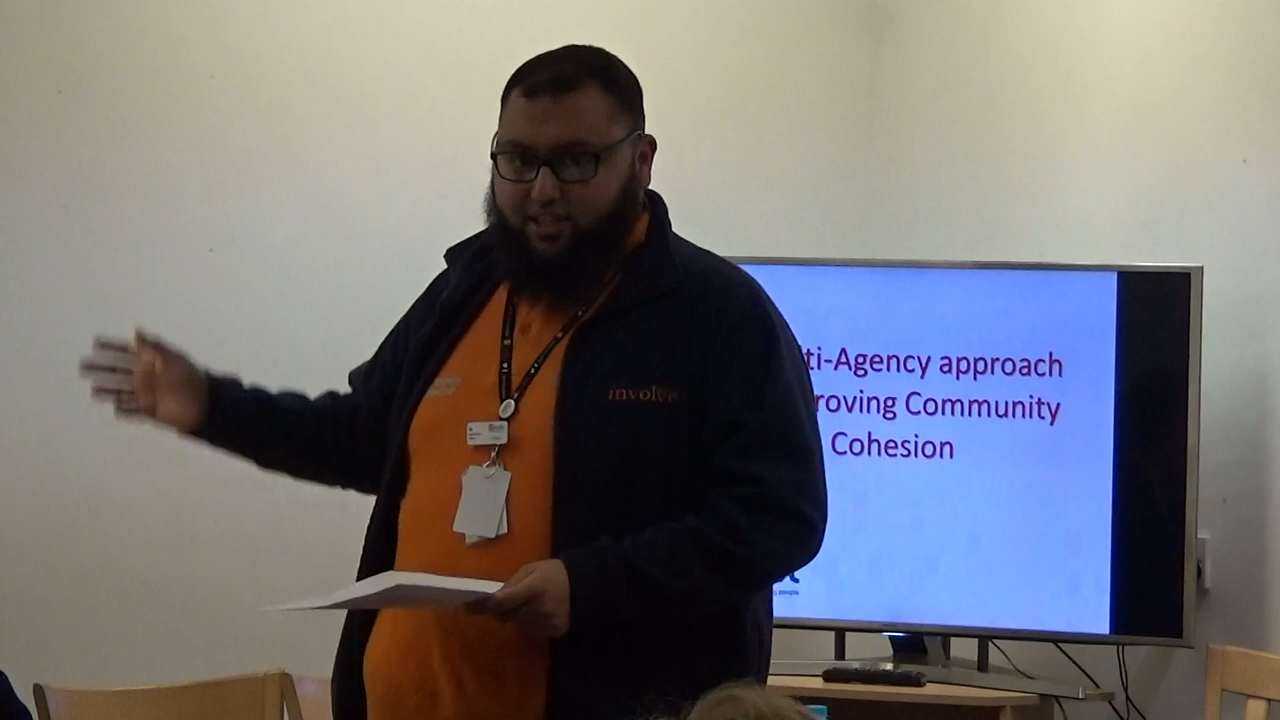 involve
ti-Agency approach
roving Community
Cohesion